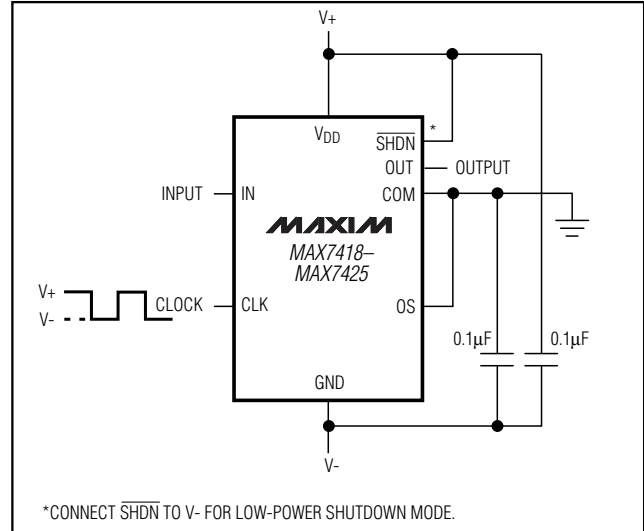 V+
VDD
SHDN
*
OUT
OUTPUT
INPUT
IN
COM
MAXIM
MAX7418–
MAX7425
V+
V-
CLOCK
CLK
OS
0.1µF
0.1µF
GND
V-
*CONNECT SHDN TO V- FOR LOW-POWER SHUTDOWN MODE.